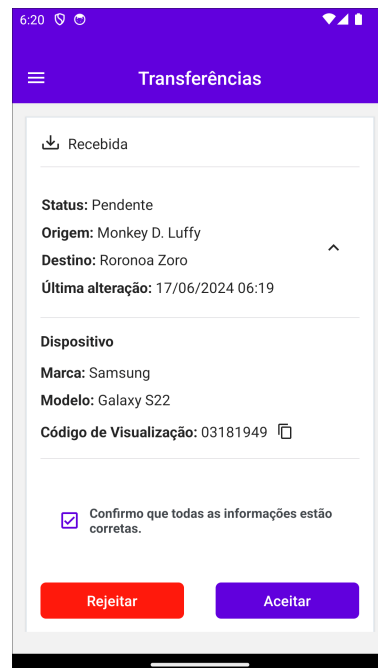 6:20
Transferências
Recebida
Status: Pendente
Origem: Monkey D. Luffy
Destino: Roronoa Zoro
Última alteração: 17/06/2024 06:19
Dispositivo
Marca: Samsung
Modelo: Galaxy S22
Código de Visualização: 03181949
Confirmo que todas as informações estão
corretas.
Rejeitar Aceitar